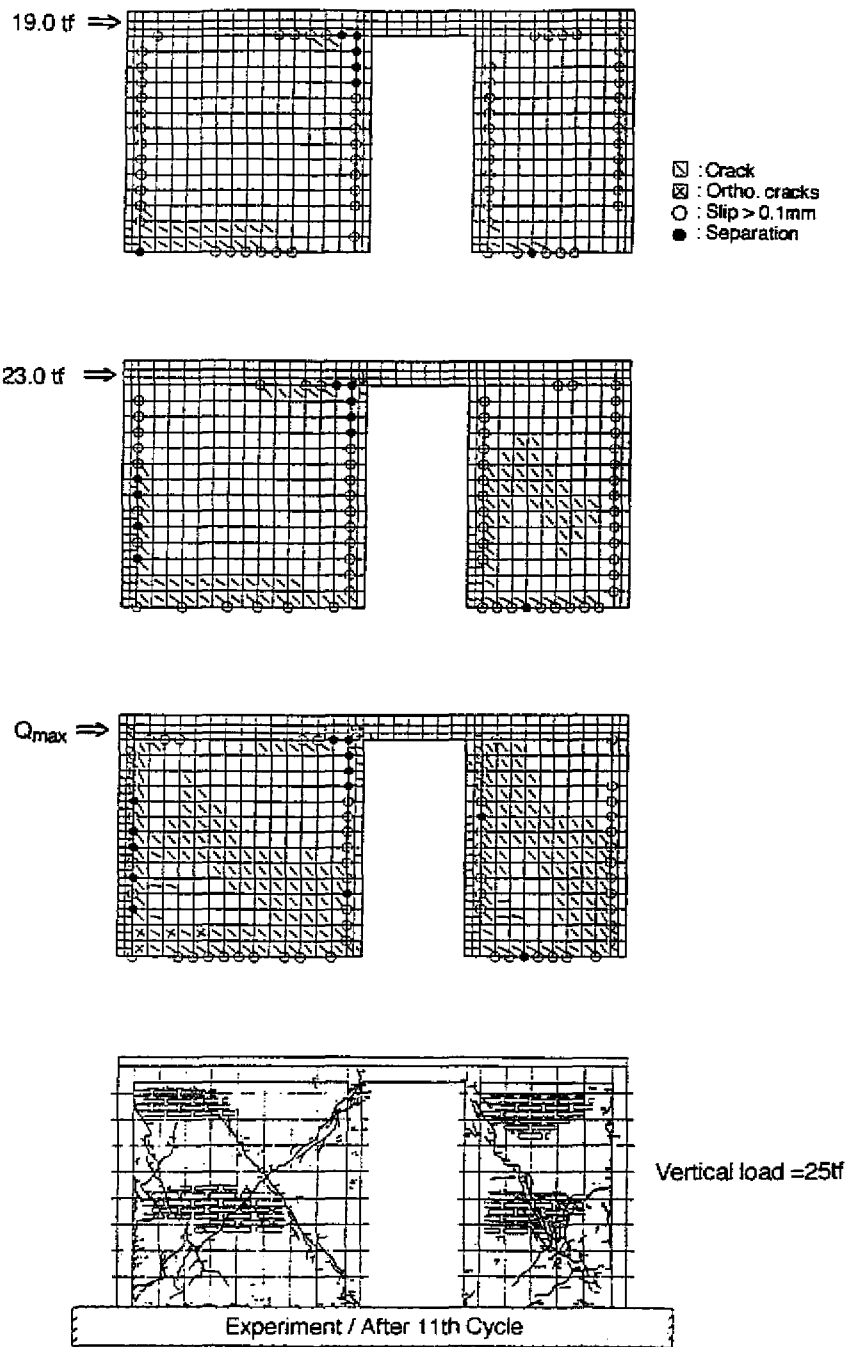 19.0 tf ⇒
: Crack
: Ortho. cracks
: Slip > 0.1mm
: Separation
23.0 tf ⇒
Qmax ⇒
Vertical load =25tf
Experiment / After 11th Cycle